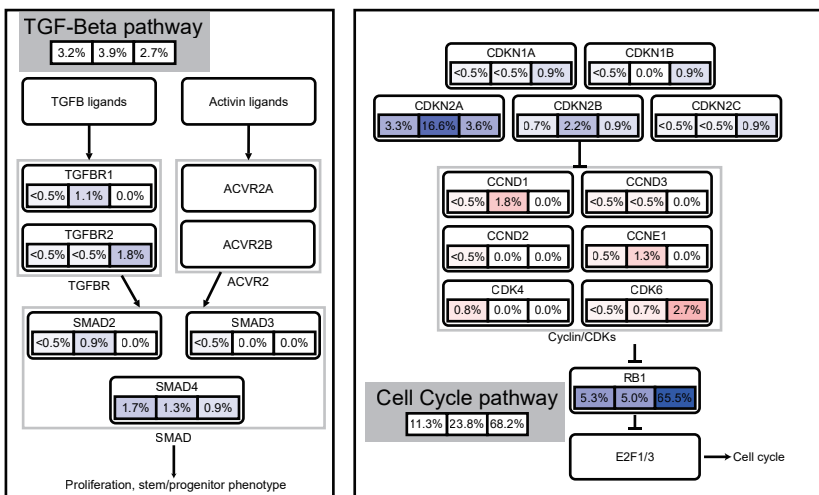 TGF-Beta pathway
3.2% 3.9% 2.7%
TGFB ligands
Activin ligands
TGFBR1
<0.5% 1.1% 0.0%
ACVR2A
TGFBR2
<0.5% <0.5% 1.8%
ACVR2B
TGFBR
ACVR2
SMAD2
<0.5% 0.9% 0.0%
SMAD3
<0.5% 0.0% 0.0%
SMAD4
1.7% 1.3% 0.9%
SMAD
Proliferation, stem/progenitor phenotype
CDKN1A
<0.5% <0.5% 0.9%
CDKN1B
<0.5% 0.0% 0.9%
CDKN2A
3.3% 16.6% 3.6%
CDKN2B
0.7% 2.2% 0.9%
CDKN2C
<0.5% <0.5% 0.9%
CCND1
<0.5% 1.8% 0.0%
CCND3
<0.5% <0.5% 0.0%
CCND2
<0.5% 0.0% 0.0%
CCNE1
0.5% 1.3% 0.0%
CDK4
0.8% 0.0% 0.0%
CDK6
<0.5% 0.7% 2.7%
Cyclin/CDKs
RB1
5.3% 5.0% 65.5%
Cell Cycle pathway
11.3% 23.8% 68.2%
E2F1/3
Cell cycle